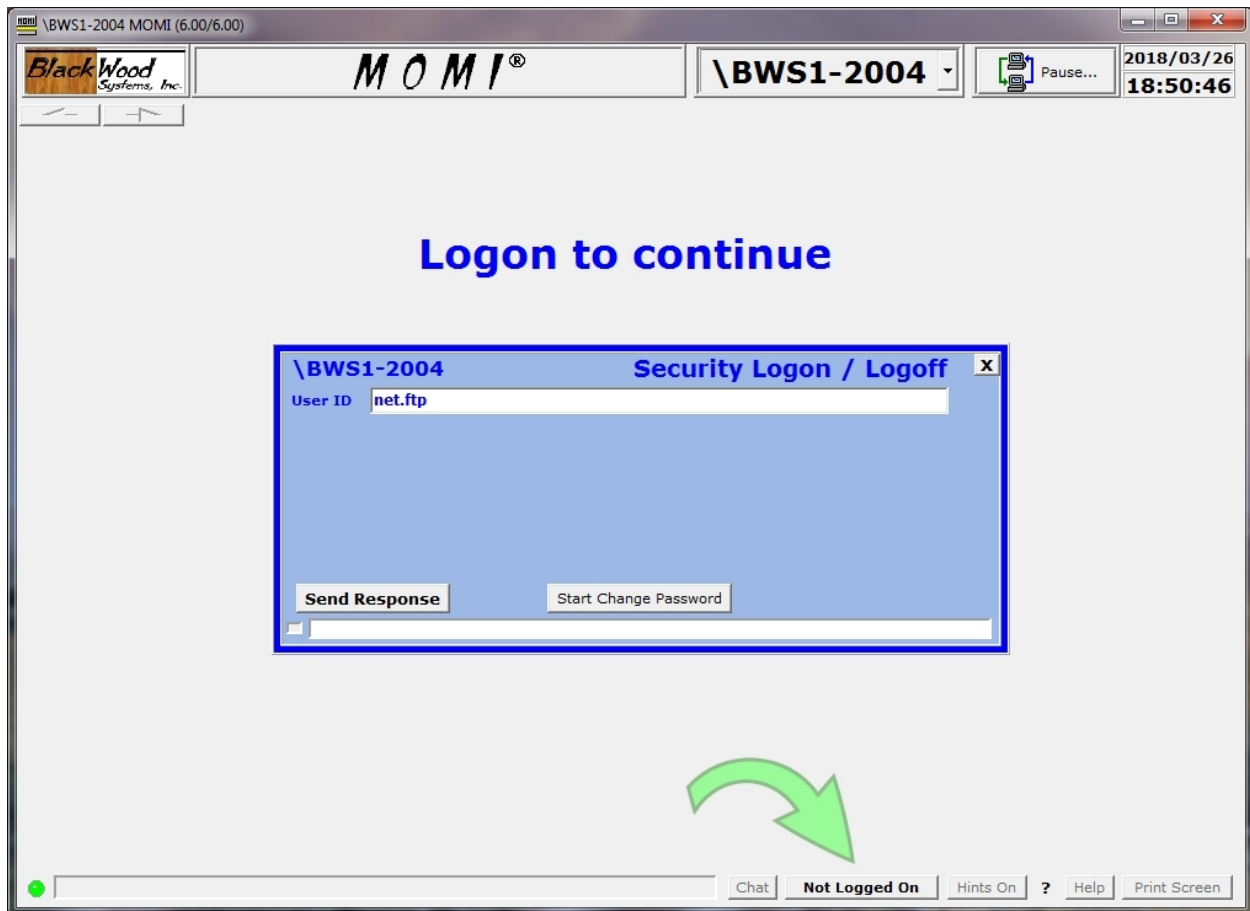 \BWS1-2004 MOMI (6.00/6.00)
BlackWood Systems, Inc.
MOMI®
\BWS1-2004
Pause...
2018/03/26
18:50:46
Logon to continue
\BWS1-2004 Security Logon / Logoff X
User ID net.ftp
Send Response Start Change Password
Chat Not Logged On Hints On ? Help Print Screen